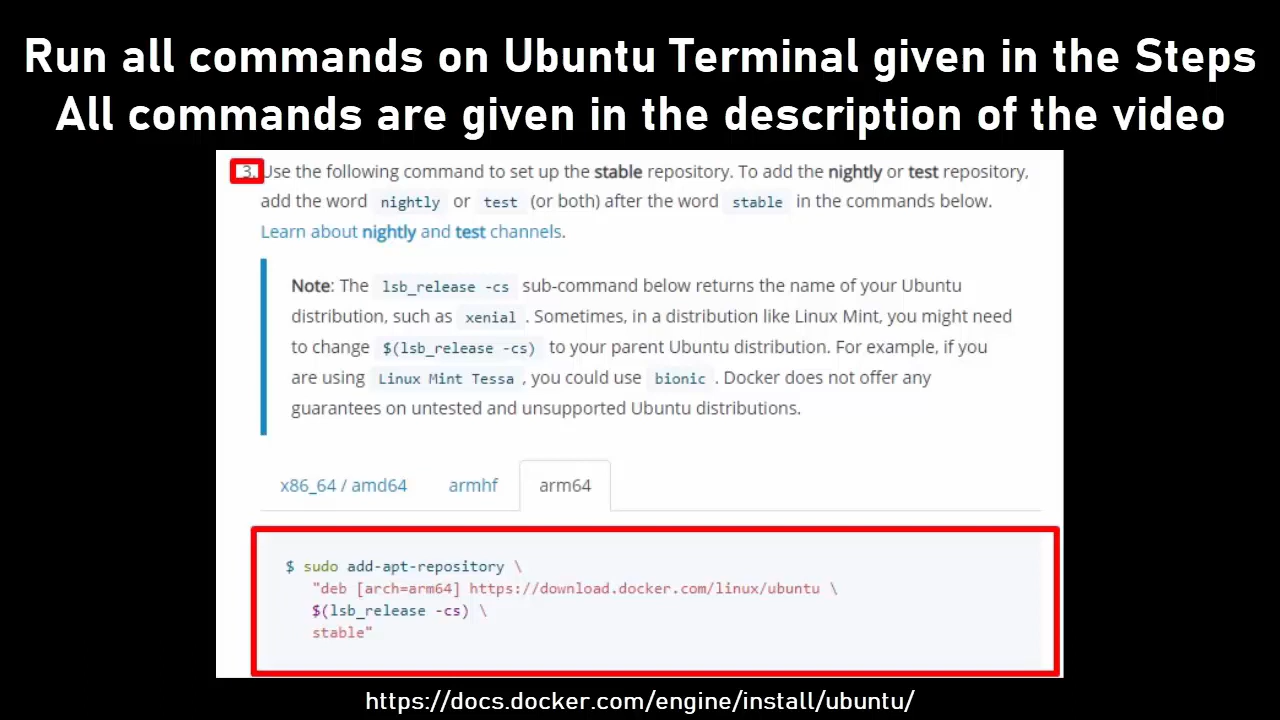 Run all commands on Ubuntu Terminal given in the Steps
All commands are given in the description of the video
3. Use the following command to set up the stable repository. To add the nightly or test repository,
add the word nightly or test (or both) after the word stable in the commands below.
Learn about nightly and test channels.
Note: The lsb_release -cs sub-command below returns the name of your Ubuntu
distribution, such as xenial. Sometimes, in a distribution like Linux Mint, you might need
to change $(lsb_release -cs) to your parent Ubuntu distribution. For example, if you
are using Linux Mint Tessa, you could use bionic. Docker does not offer any
guarantees on untested and unsupported Ubuntu distributions.
x86_64 / amd64 armhf arm64
$ sudo add-apt-repository \
"deb [arch=arm64] https://download.docker.com/linux/ubuntu \
$(lsb_release -cs) \
stable"
https://docs.docker.com/engine/install/ubuntu/